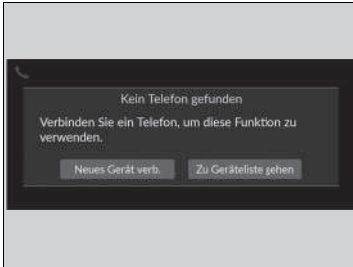 Kein Telefon gefunden
Verbinden Sie ein Telefon, um diese Funktion zu
verwenden.
Neues Gerät verb. Zu Geräteliste gehen